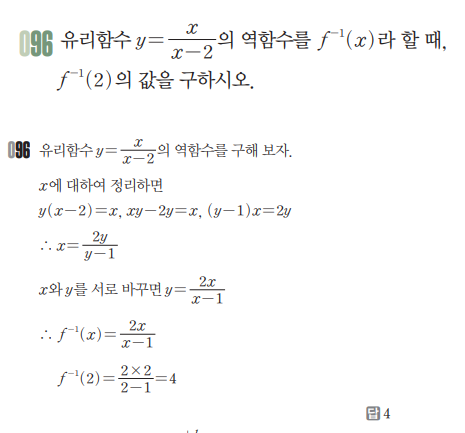 096 유리함수 y=x/(x-2)의 역함수를 f⁻¹(x)라 할 때,
f⁻¹(2)의 값을 구하시오.
096 유리함수 y=x/(x-2)의 역함수를 구해 보자.
x에 대하여 정리하면
y(x-2)=x, xy-2y=x, (y-1)x=2y
∴ x=2y/(y-1)
x와 y를 서로 바꾸면 y=2x/(x-1)
∴ f⁻¹(x)=2x/(x-1)
f⁻¹(2)=(2×2)/(2-1)=4
답 4